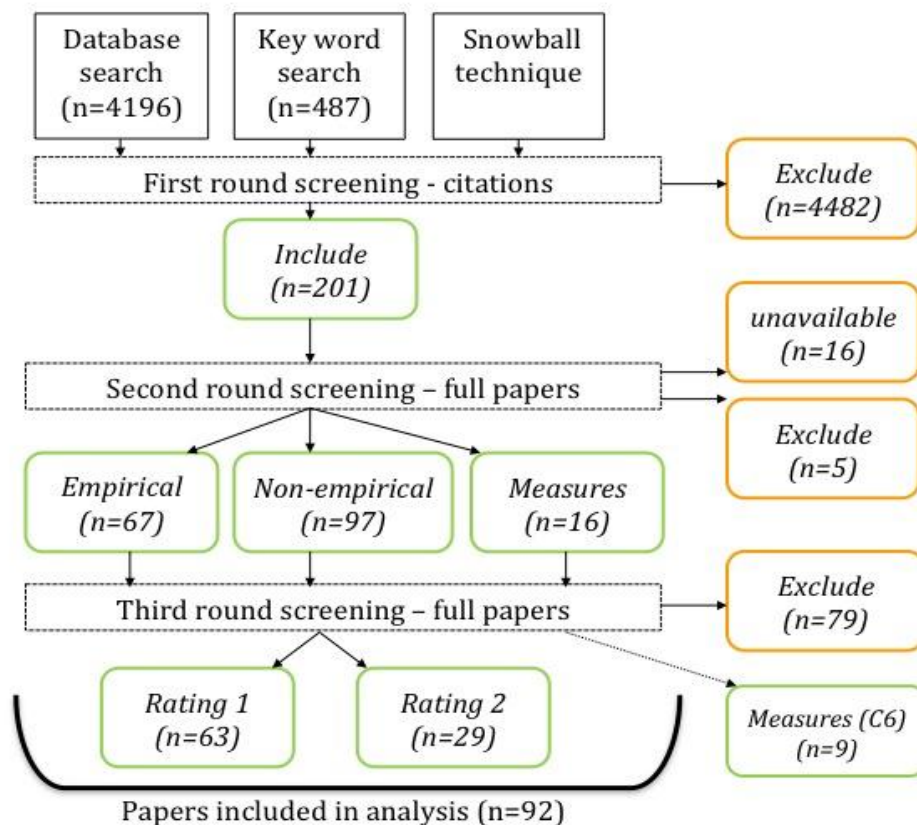 Database
search
(n=4196)
Key word
search
(n=487)
Snowball
technique
First round screening - citations
Exclude
(n=4482)
Include
(n=201)
unavailable
(n=16)
Second round screening – full papers
Exclude
(n=5)
Empirical
(n=67)
Non-empirical
(n=97)
Measures
(n=16)
Third round screening – full papers
Exclude
(n=79)
Rating 1
(n=63)
Rating 2
(n=29)
Measures (C6)
(n=9)
Papers included in analysis (n=92)